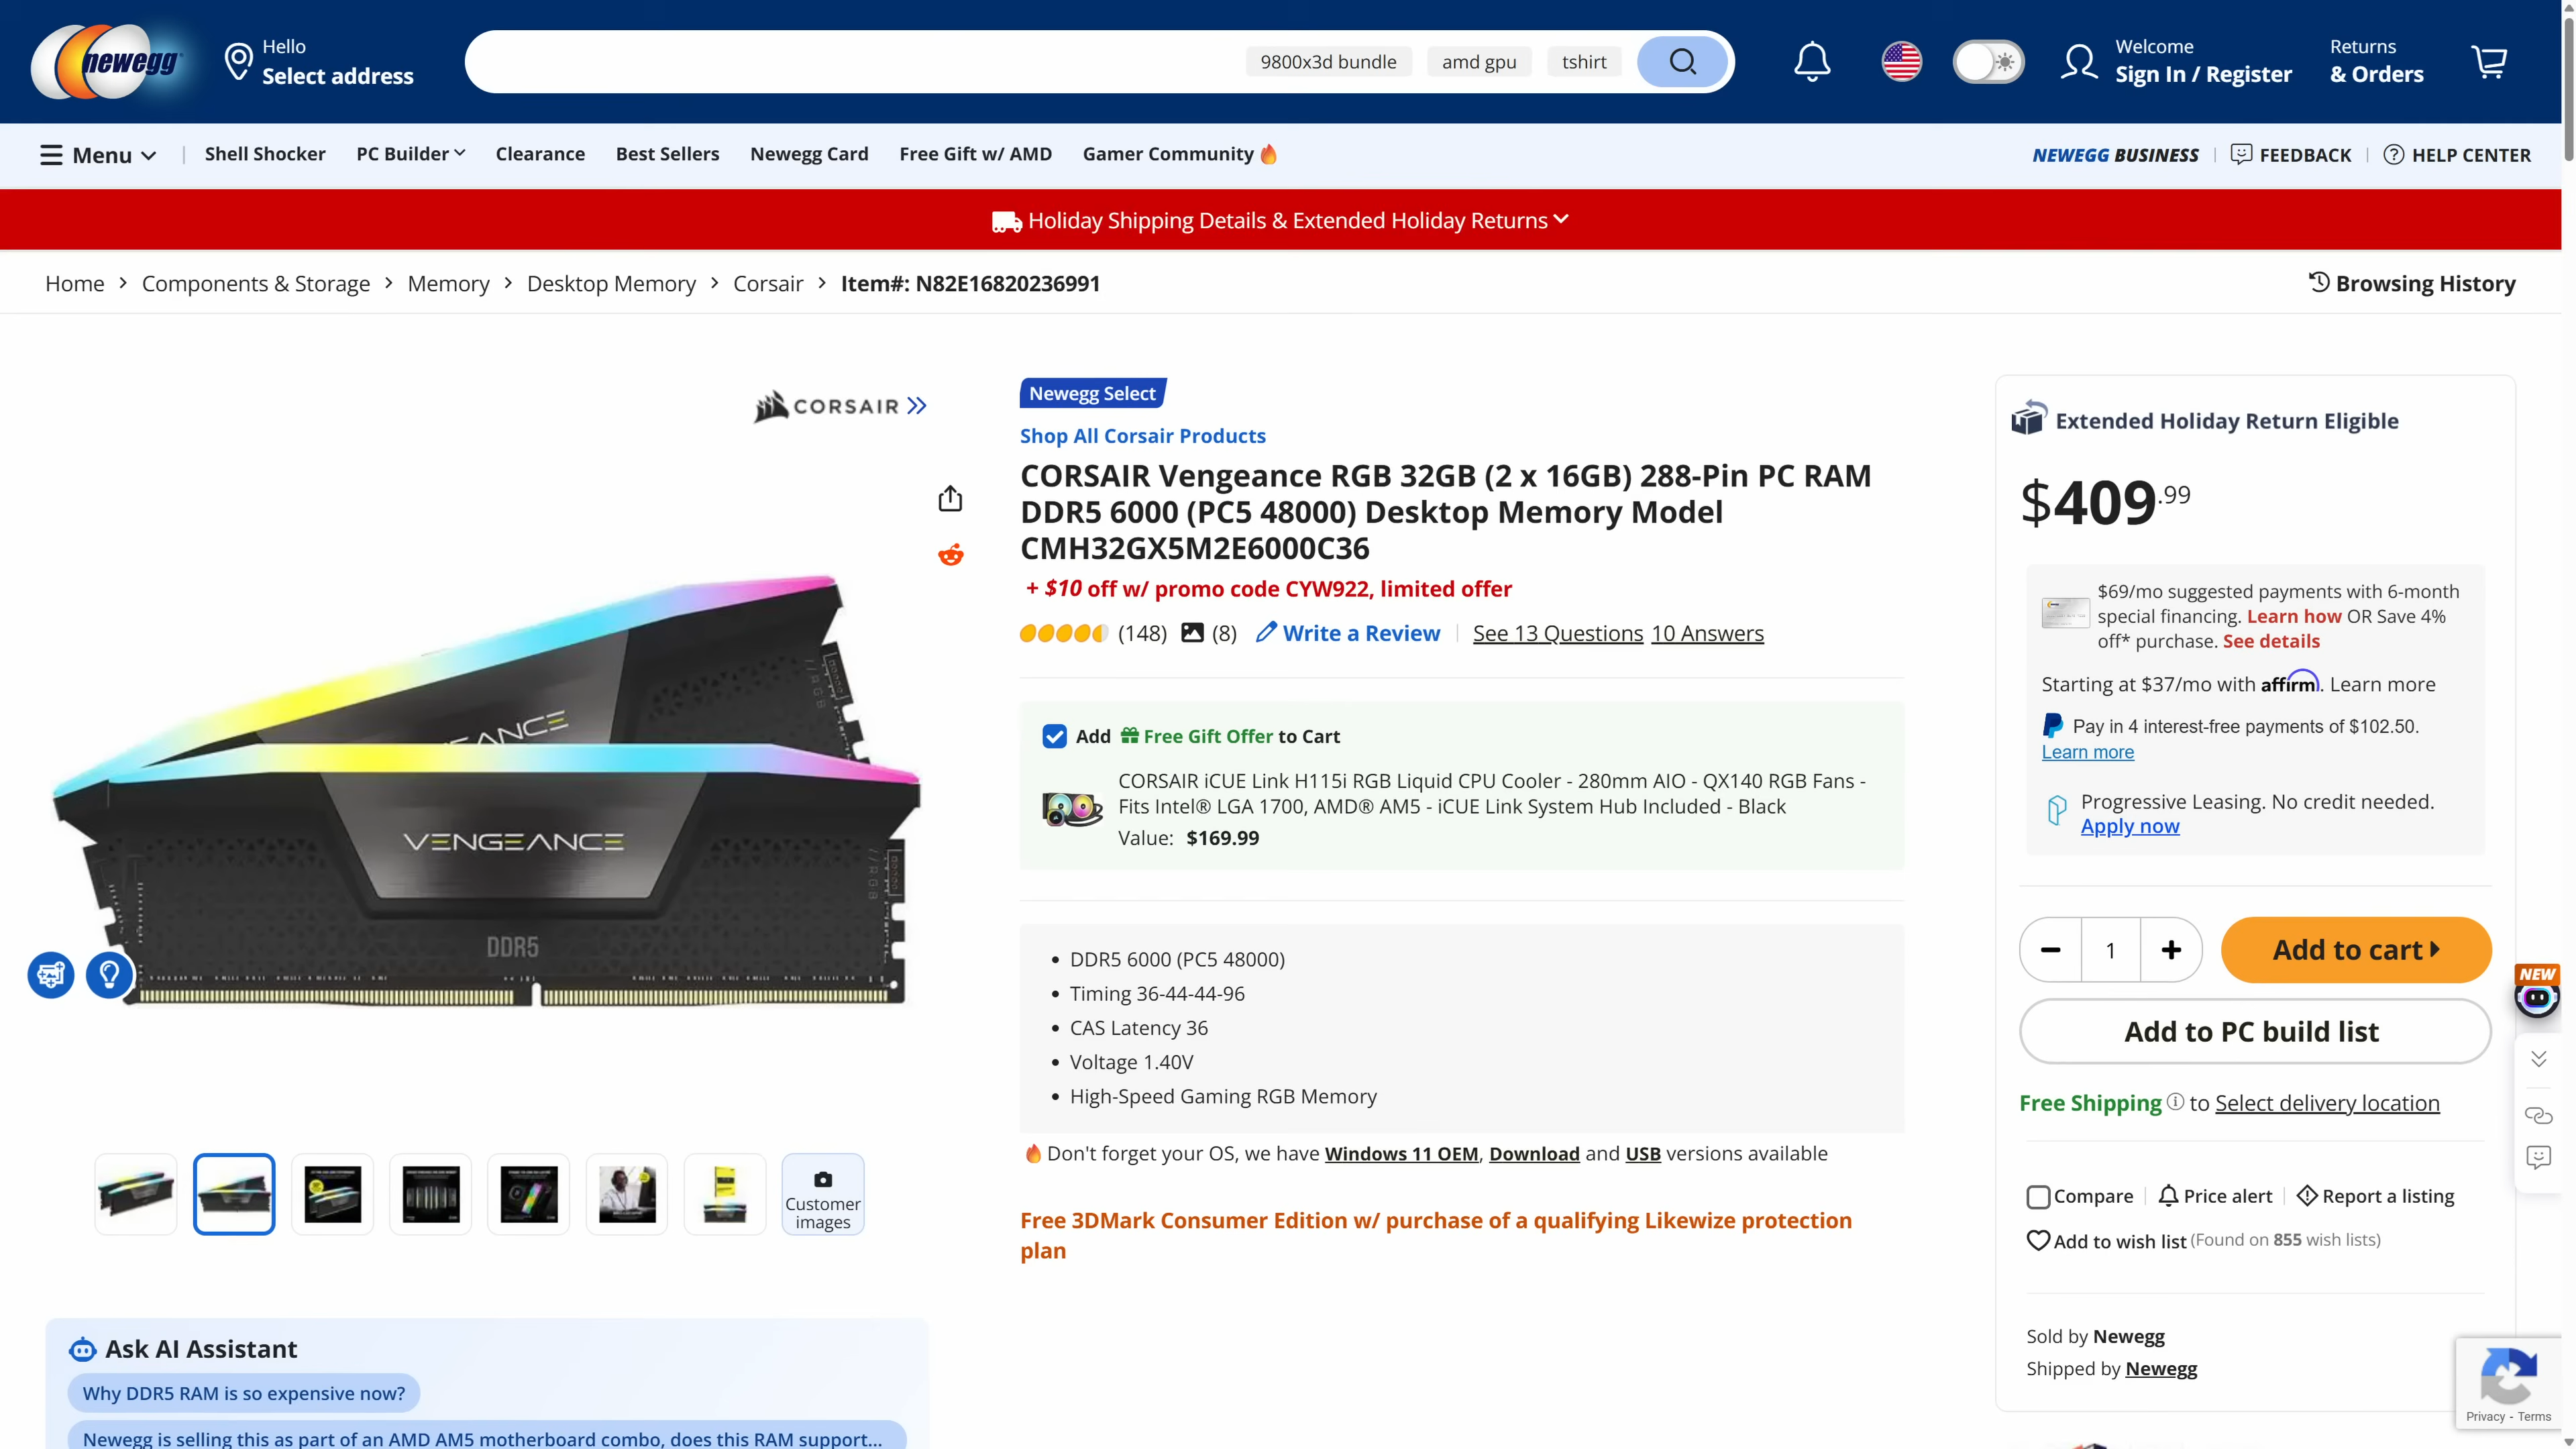 newegg
Hello
Select address
9800x3d bundle
amd gpu
tshirt
Welcome
Sign In / Register
Returns
& Orders
Menu
Shell Shocker
PC Builder
Clearance
Best Sellers
Newegg Card
Free Gift w/ AMD
Gamer Community
NEWEGG BUSINESS
FEEDBACK
HELP CENTER
Holiday Shipping Details & Extended Holiday Returns
Home > Components & Storage > Memory > Desktop Memory > Corsair > Item#: N82E16820236991
Browsing History
CORSAIR
VENGEANCE
DDR5
Customer
images
Ask AI Assistant
Why DDR5 RAM is so expensive now?
Newegg is selling this as part of an AMD AM5 motherboard combo, does this RAM support...
Newegg Select
Shop All Corsair Products
CORSAIR Vengeance RGB 32GB (2 x 16GB) 288-Pin PC RAM
DDR5 6000 (PC5 48000) Desktop Memory Model
CMH32GX5M2E6000C36
+ $10 off w/ promo code CYW922, limited offer
(148) (8) Write a Review See 13 Questions 10 Answers
Add Free Gift Offer to Cart
CORSAIR iCUE Link H115i RGB Liquid CPU Cooler - 280mm AIO - QX140 RGB Fans -
Fits Intel® LGA 1700, AMD® AM5 - iCUE Link System Hub Included - Black
Value: $169.99
• DDR5 6000 (PC5 48000)
• Timing 36-44-44-96
• CAS Latency 36
• Voltage 1.40V
• High-Speed Gaming RGB Memory
Don't forget your OS, we have Windows 11 OEM, Download and USB versions available
Free 3DMark Consumer Edition w/ purchase of a qualifying Likewize protection
plan
Extended Holiday Return Eligible
$409.99
$69/mo suggested payments with 6-month
special financing. Learn how OR Save 4%
off* purchase. See details
Starting at $37/mo with affirm. Learn more
Pay in 4 interest-free payments of $102.50.
Learn more
Progressive Leasing. No credit needed.
Apply now
1
Add to cart
Add to PC build list
Free Shipping to Select delivery location
Compare
Price alert
Report a listing
Add to wish list (Found on 855 wish lists)
Sold by Newegg
Shipped by Newegg
NEW
Privacy - Terms